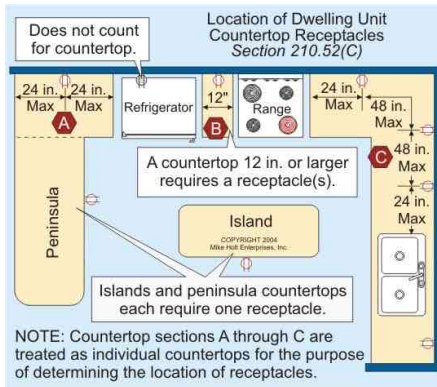 Location of Dwelling Unit
Countertop Receptacles
Section 210.52(C)
Does not count
for countertop.
24 in.
Max
24 in.
Max
A
Refrigerator
12"
B
Range
24 in.
Max
48 in.
Max
C
48 in.
Max
24 in.
Max
A countertop 12 in. or larger
requires a receptacle(s).
Peninsula
Island
COPYRIGHT 2004
Mike Holt Enterprises, Inc.
Islands and peninsula countertops
each require one receptacle.
NOTE: Countertop sections A through C are
treated as individual countertops for the purpose
of determining the location of receptacles.